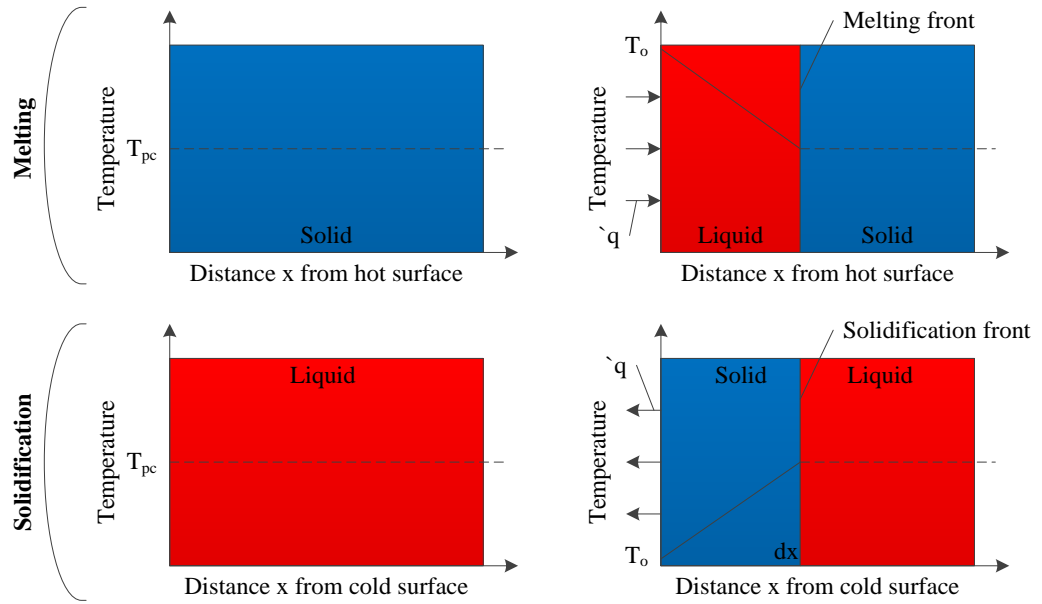 Melting
Temperature
T_pc
Solid
Distance x from hot surface
Melting front
T_o
Temperature
`q
Liquid
Solid
Distance x from hot surface
Solidification
Temperature
T_pc
Liquid
Distance x from cold surface
Solidification front
`q
Solid
Liquid
Temperature
T_o
dx
Distance x from cold surface